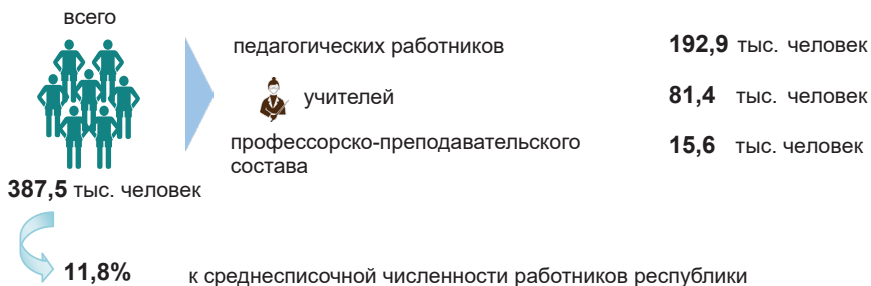 всего
педагогических работников 192,9 тыс. человек
учителей 81,4 тыс. человек
профессорско-преподавательского
состава
15,6 тыс. человек
387,5 тыс. человек
11,8% к среднесписочной численности работников республики